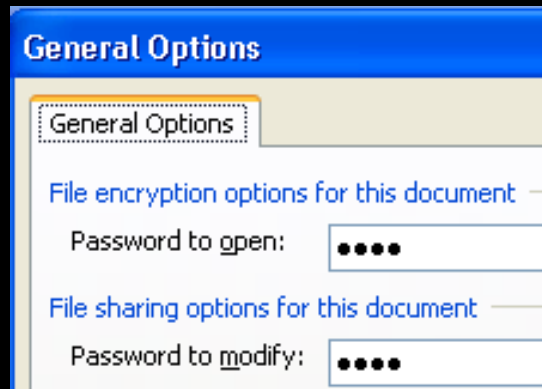 General Options
General Options
File encryption options for this document
Password to open: ●●●●
File sharing options for this document
Password to modify: ●●●●